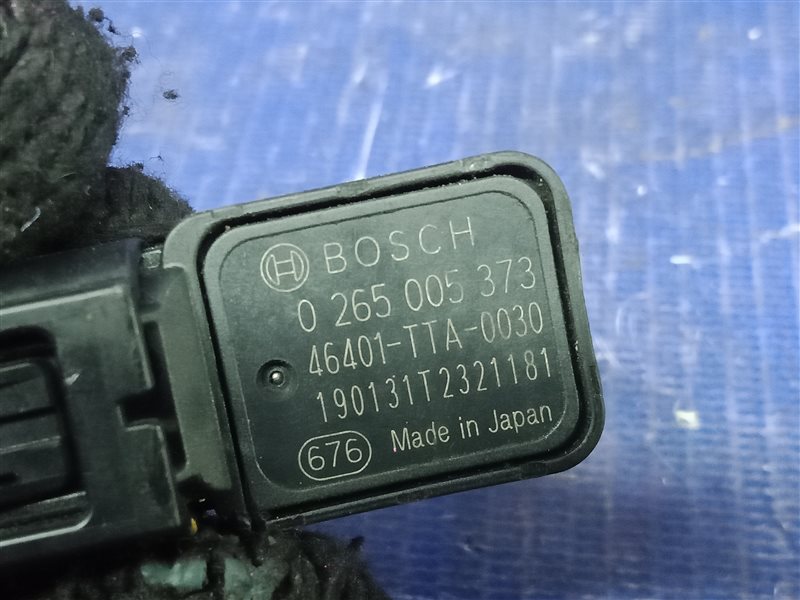 BOSCH
0 265 005 373
46401-TTA-0030
190131T2321181
676 Made in Japan